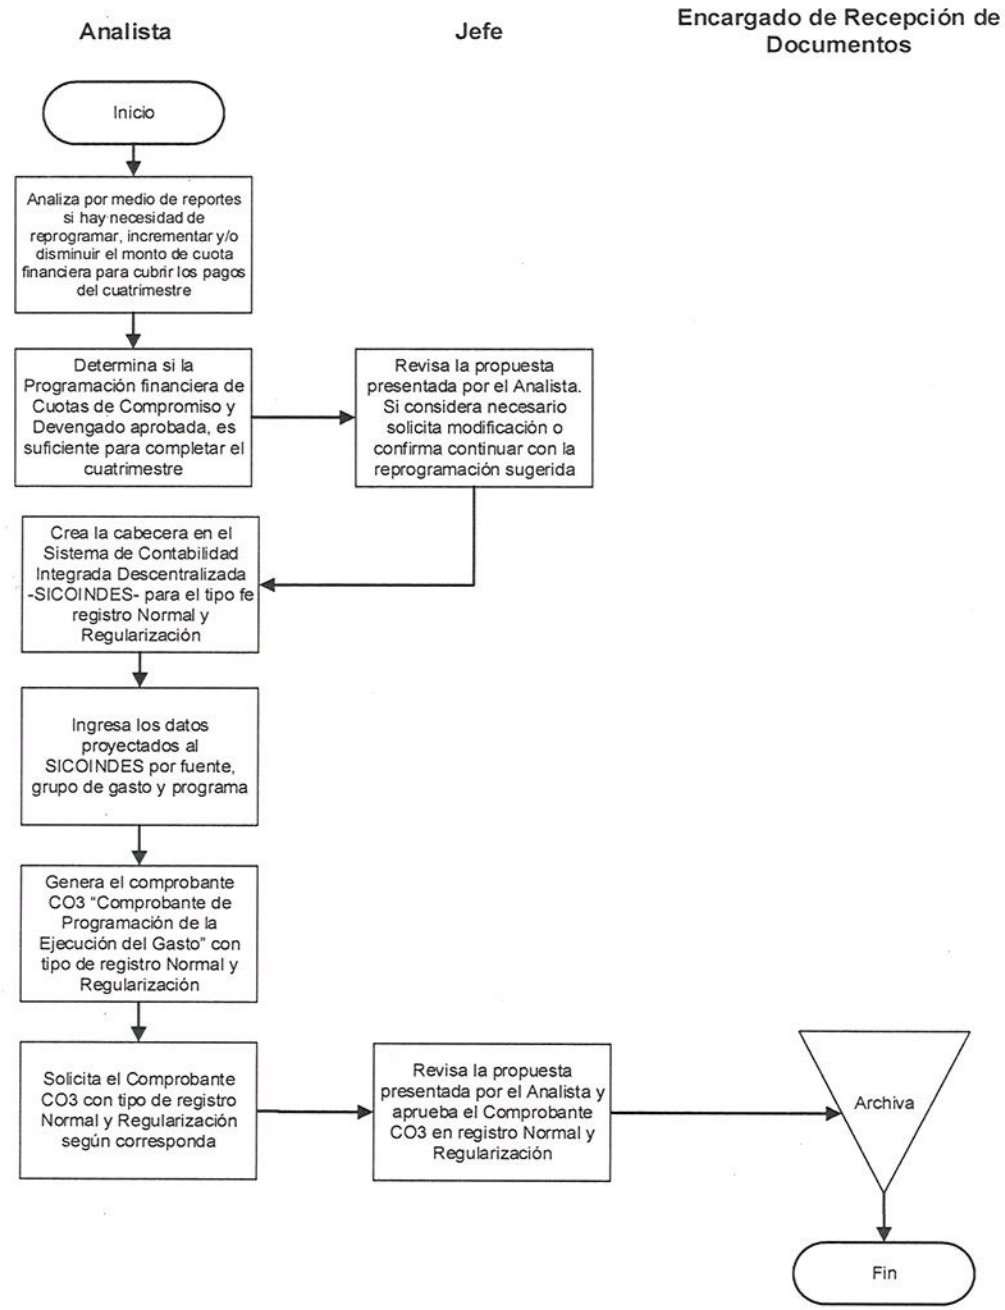 Analista
Jefe
Encargado de Recepción de
Documentos
Inicio
Analiza por medio de reportes
si hay necesidad de
reprogramar, incrementar y/o
disminuir el monto de cuota
financiera para cubrir los pagos
del cuatrimestre
Determina si la
Programación financiera de
Cuotas de Compromiso y
Devengado aprobada, es
suficiente para completar el
cuatrimestre
Revisa la propuesta
presentada por el Analista.
Si considera necesario
solicita modificación o
confirma continuar con la
reprogramación sugerida
Crea la cabecera en el
Sistema de Contabilidad
Integrada Descentralizada
-SICOINDES- para el tipo fe
registro Normal y
Regularización
Ingresa los datos
proyectados al
SICOINDES por fuente,
grupo de gasto y programa
Genera el comprobante
CO3 “Comprobante de
Programación de la
Ejecución del Gasto” con
tipo de registro Normal y
Regularización
Solicita el Comprobante
CO3 con tipo de registro
Normal y Regularización
según corresponda
Revisa la propuesta
presentada por el Analista y
aprueba el Comprobante
CO3 en registro Normal y
Regularización
Archiva
Fin